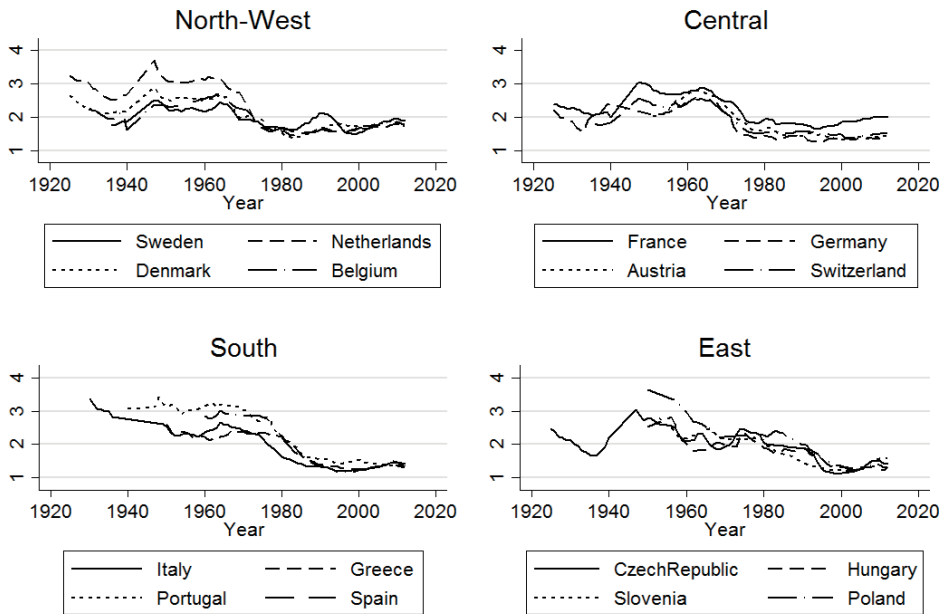 North-West
4
3
2
1
1920 1940 1960 1980 2000 2020
Year
Sweden Netherlands
Denmark Belgium
Central
4
3
2
1
1920 1940 1960 1980 2000 2020
Year
France Germany
Austria Switzerland
South
4
3
2
1
1920 1940 1960 1980 2000 2020
Year
Italy Greece
Portugal Spain
East
4
3
2
1
1920 1940 1960 1980 2000 2020
Year
CzechRepublic Hungary
Slovenia Poland